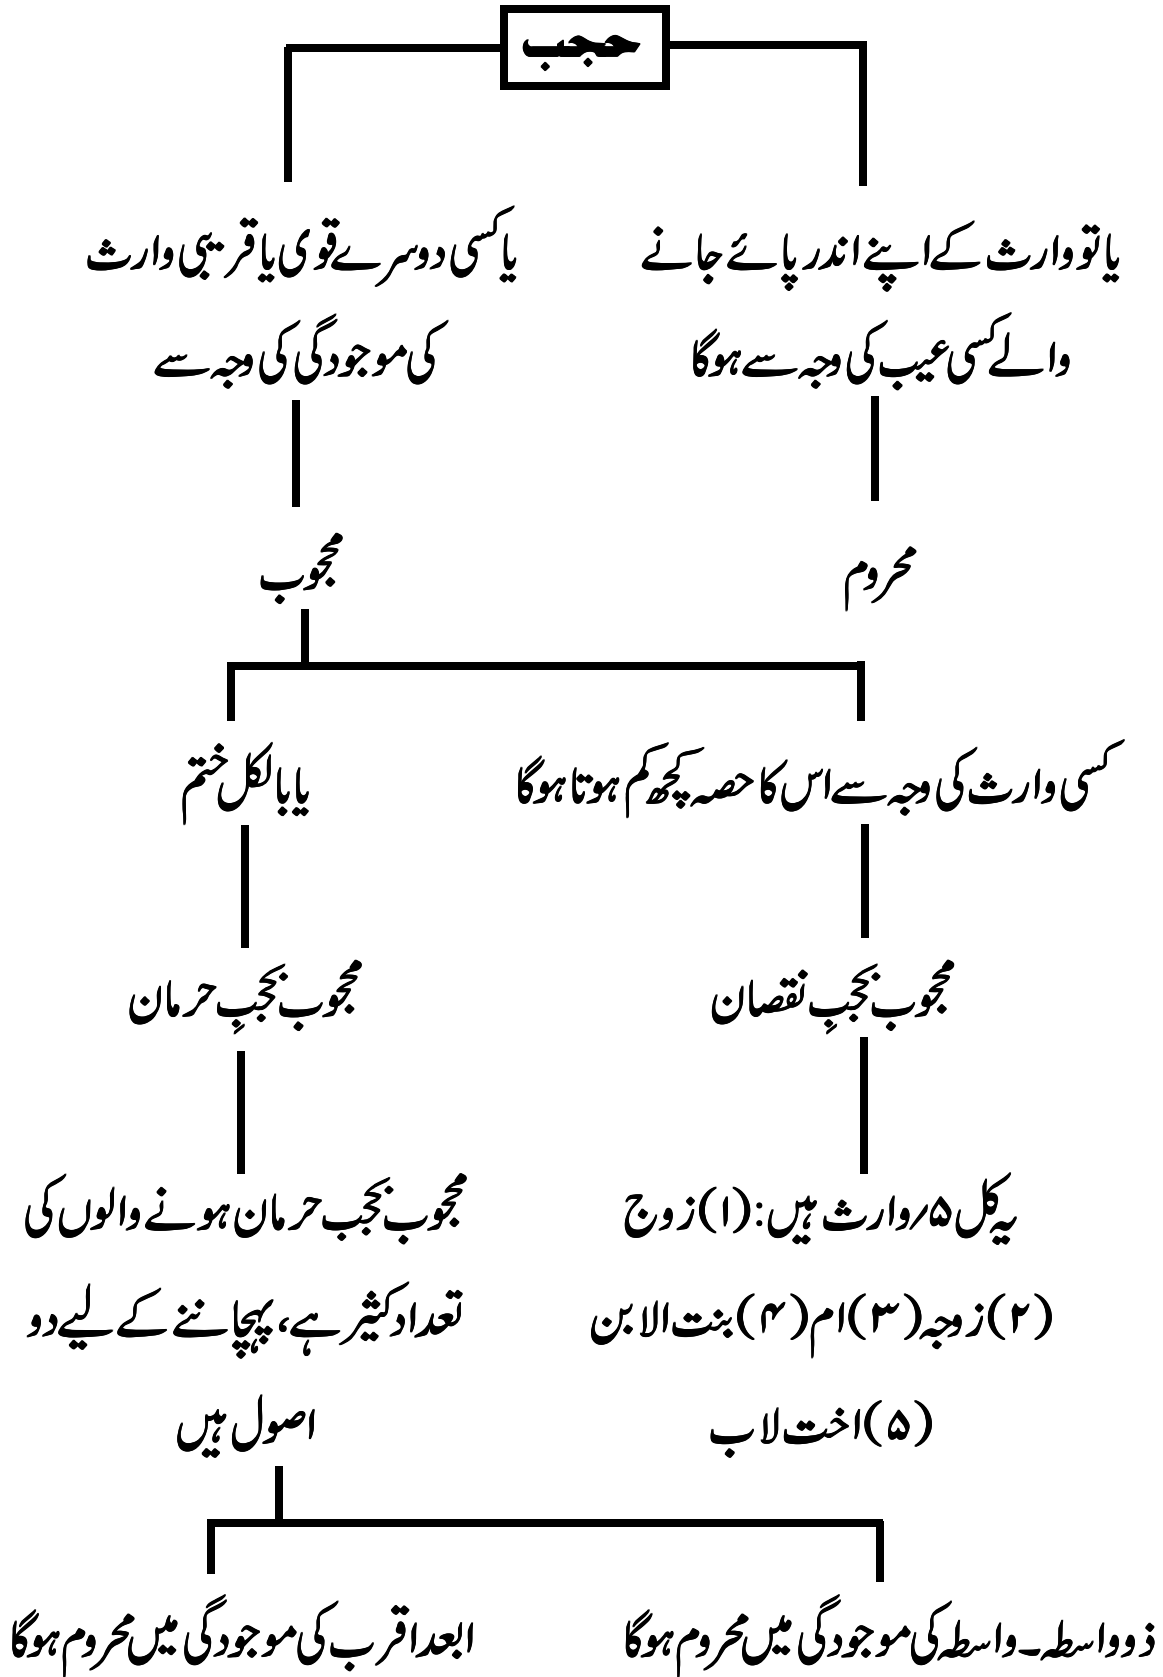 حجب
یا تو وارث کے اپنے اندر پائے جانے
والے کسی عیب کی وجہ سے ہوگا
یا کسی دوسرے قوی یا قریبی وارث
کی موجودگی کی وجہ سے
محروم
محجوب
کسی وارث کی وجہ سے اس کا حصہ کچھ کم ہوتا ہوگا
یا بالکل ختم
محجوب بحجبِ نقصان
محجوب بحجبِ حرمان
یہ کل ۵/وارث ہیں: (۱) زوج
(۲) زوجہ (۳) ام (۴) بنت الابن
(۵) اخت لاب
محجوب بحجب حرمان ہونے والوں کی
تعداد کثیر ہے، پہچاننے کے لیے دو
اصول ہیں
ذو واسطہ۔ واسطہ کی موجودگی میں محروم ہوگا
ابعد اقرب کی موجودگی میں محروم ہوگا